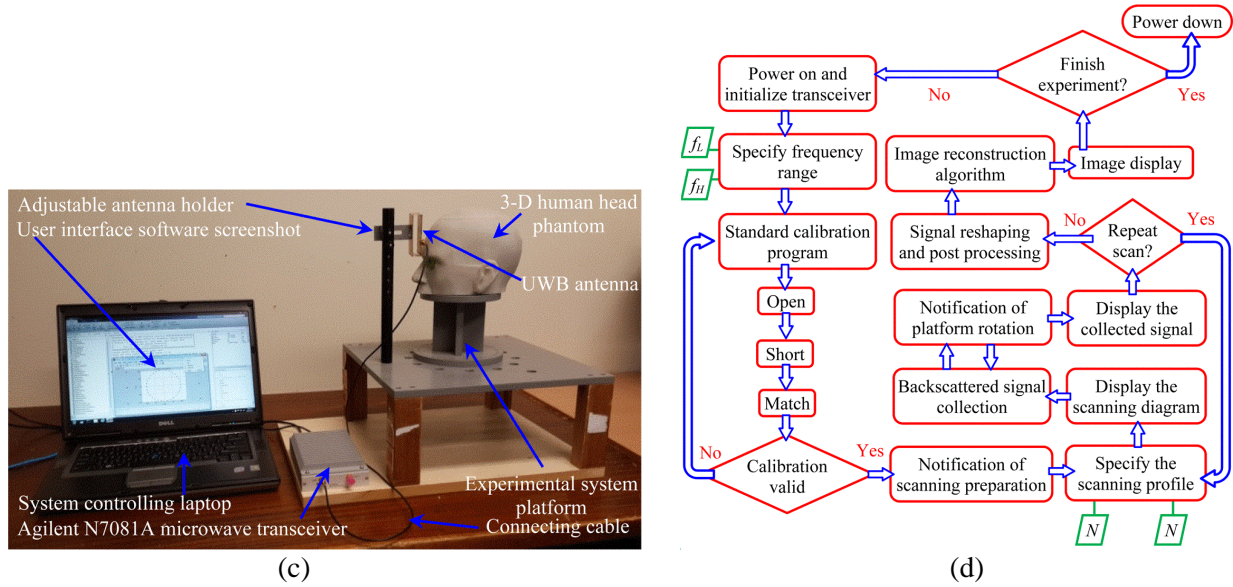 Adjustable antenna holder
User interface software screenshot
3-D human head
phantom
UWB antenna
DELL
System controlling laptop
Agilent N7081A microwave transceiver
Experimental system
platform
Connecting cable
(c)
Power down
Finish
experiment?
No
Yes
Power on and
initialize transceiver
f_L
f_H
Specify frequency
range
Image reconstruction
algorithm
Image display
Standard calibration
program
Signal reshaping
and post processing
No
Repeat
scan?
Yes
Open
Short
Match
Notification of
platform rotation
Display the
collected signal
Backscattered signal
collection
Display the
scanning diagram
No
Calibration
valid
Yes
Notification of
scanning preparation
Specify the
scanning profile
N
N
(d)